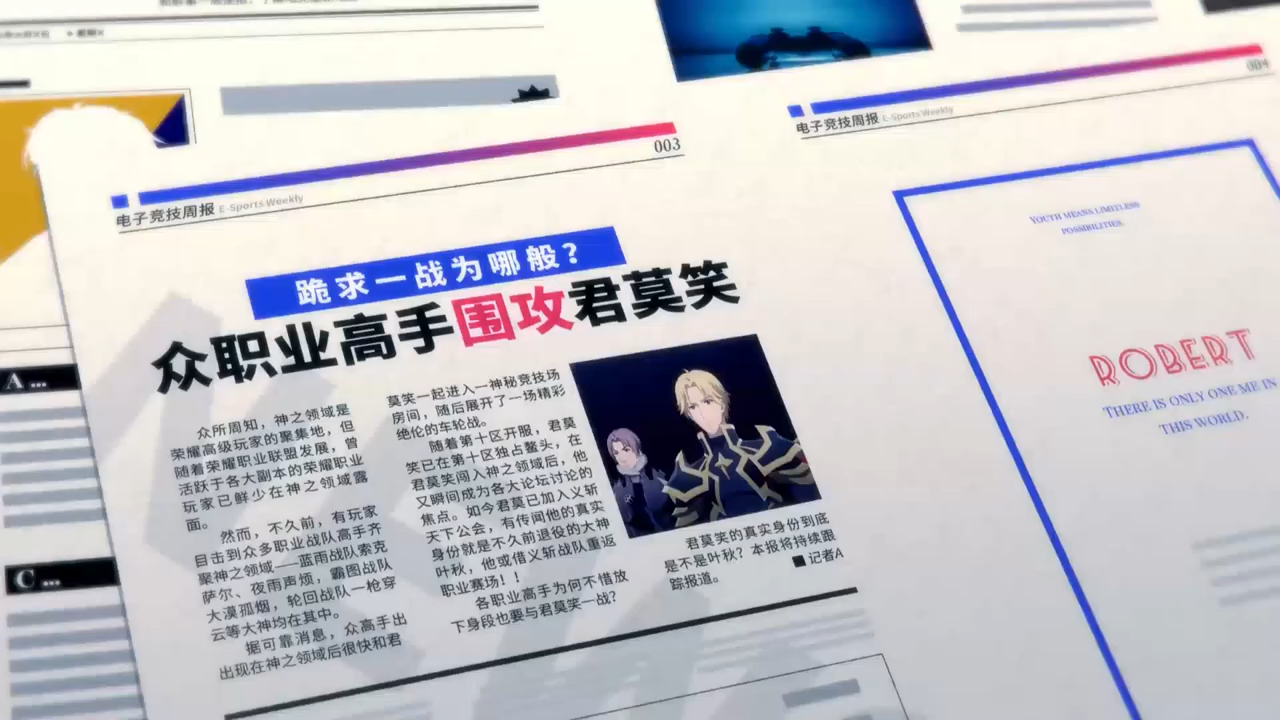 电子竞技周报 E-Sports Weekly
003
跪求一战为哪般？
众职业高手围攻君莫笑
众所周知，神之领域是
荣耀高级玩家的聚集地，但
随着荣耀职业联盟发展，曾
活跃于各大副本的荣耀职业
玩家已鲜少在神之领域露
面。
然而，不久前，有玩家
目击到众多职业战队高手齐
聚神之领域——蓝雨战队索克
萨尔、夜雨声烦，霸图战队
大漠孤烟，轮回战队一枪穿
云等大神均在其中。
据可靠消息，众高手出
出现在神之领域后很快和君
莫笑一起进入一神秘竞技场
房间，随后展开了一场精彩
绝伦的车轮战。
随着第十区开服，君莫
笑已在第十区独占鳌头，在
君莫笑闯入神之领域后，他
又瞬间成为各大论坛讨论的
焦点。如今君莫已加入义斩
天下公会，有传闻他的真实
身份就是不久前退役的大神
叶秋，他或借义斩战队重返
职业赛场！！
各职业高手为何不惜放
下身段也要与君莫笑一战？
君莫笑的真实身份到底
是不是叶秋？本报将持续跟
踪报道。
■记者A
电子竞技周报 E-Sports Weekly
004
YOUTH MEANS LIMITLESS
POSSIBILITIES.
ROBERT
THERE IS ONLY ONE ME IN
THIS WORLD.
A ...
C ...